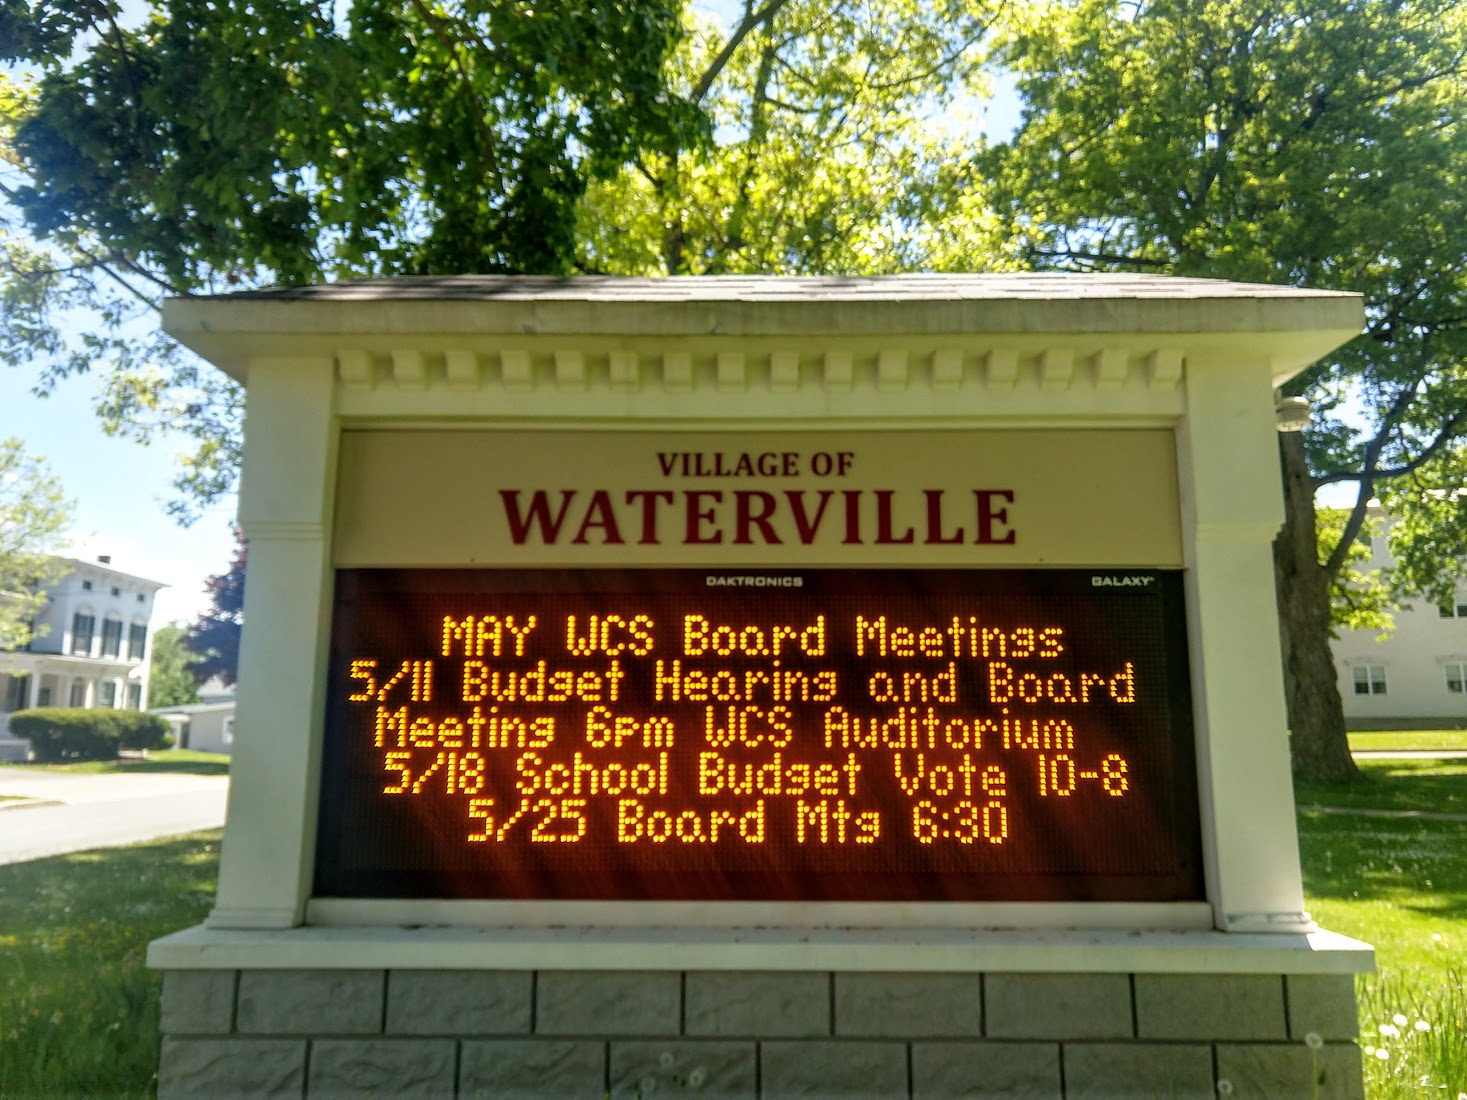 VILLAGE OF
WATERVILLE
DAKTRONICS
GALAXY®
MAY WCS Board Meetings
5/11 Budget Hearing and Board
Meeting 6pm WCS Auditorium
5/18 School Budget Vote 10-8
5/25 Board Mtg 6:30